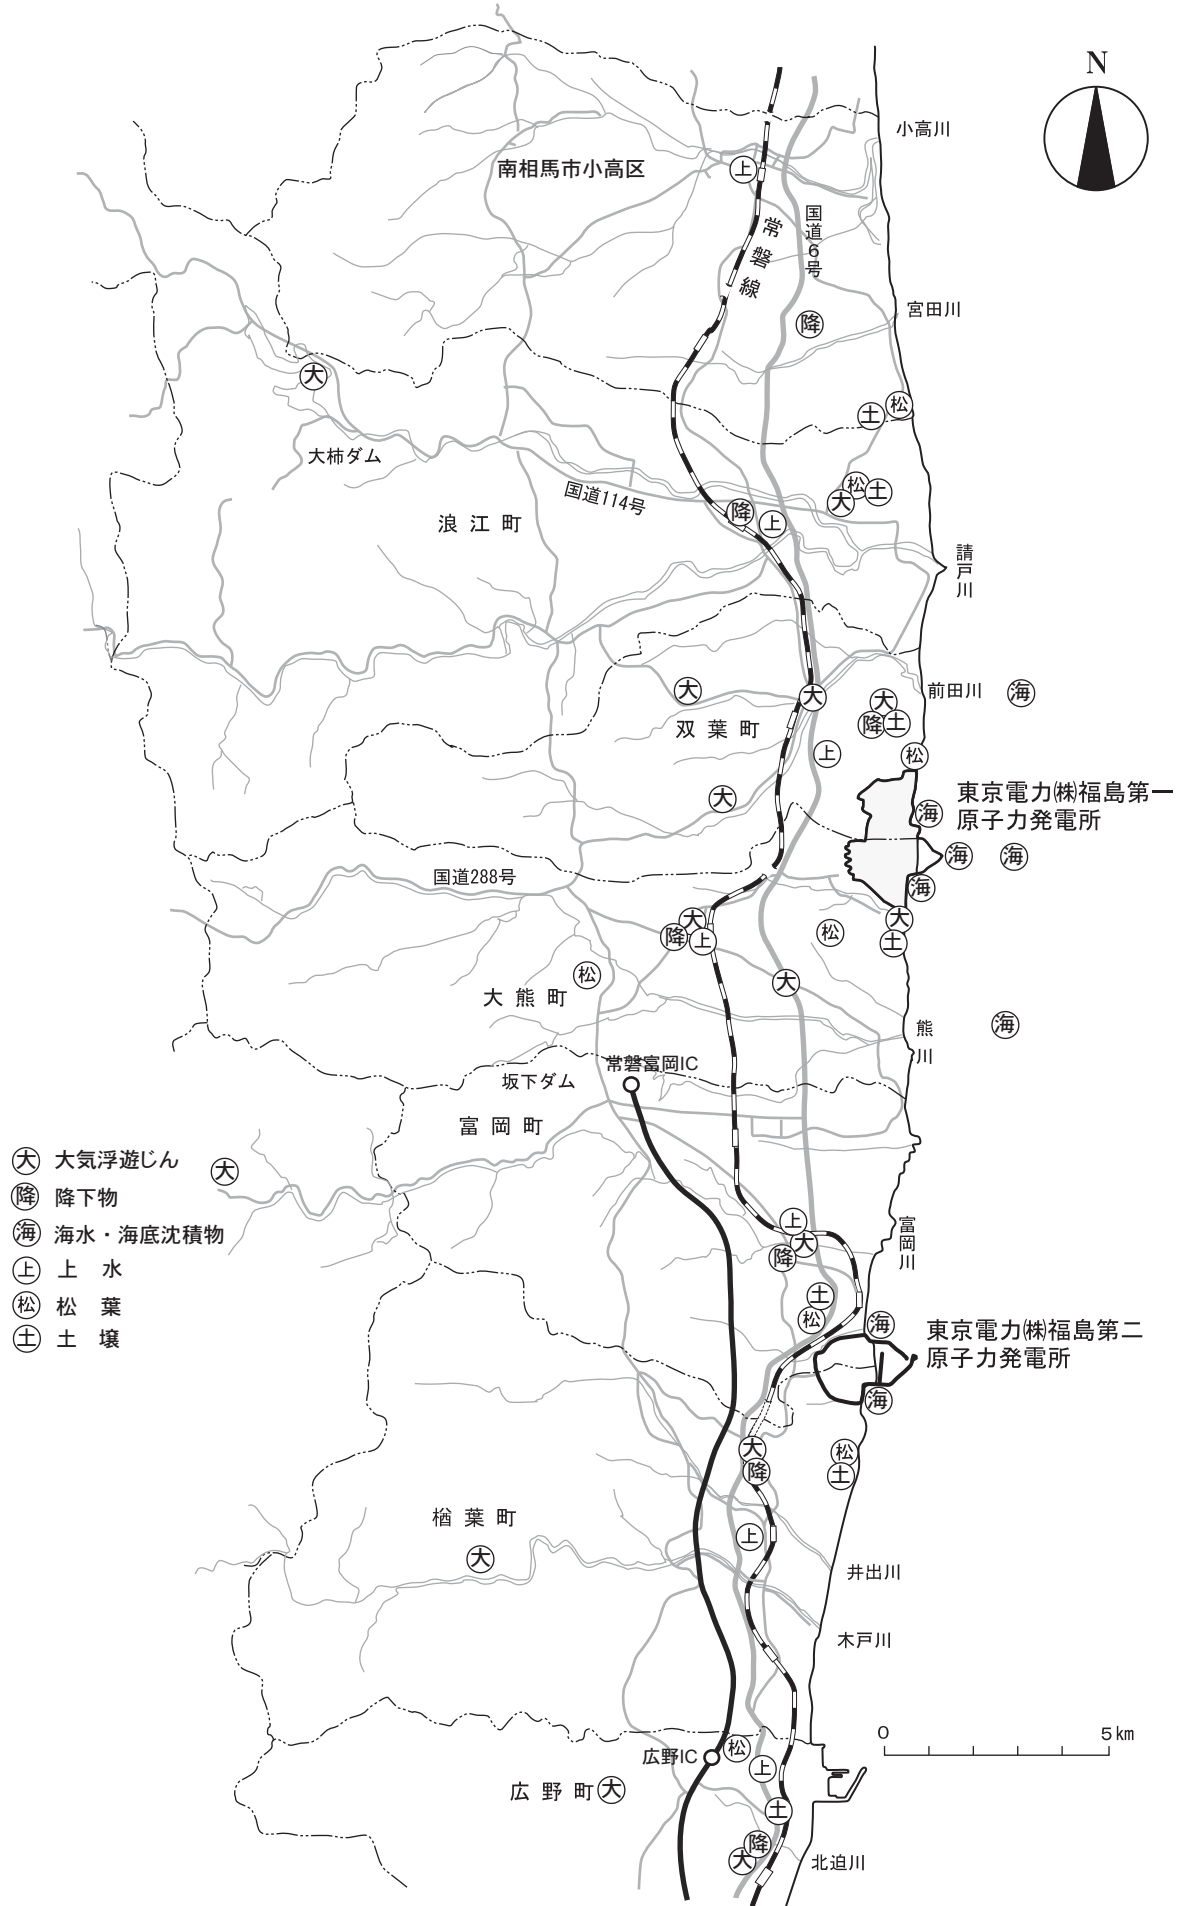 N
小高川
南相馬市小高区
上
国道6号
常磐線
宮田川
降
大
松
土
大柿ダム
松
土
大
国道114号
降
上
浪江町
請戸川
前田川
海
大
大
大
降
土
双葉町
上
松
大
東京電力㈱福島第一
原子力発電所
海
海
海
国道288号
海
大
土
大
降
上
松
松
大
大熊町
海
熊川
常磐富岡IC
坂下ダム
富岡町
大 大気浮遊じん
大
降 降下物
海 海水・海底沈積物
上 上水
松 松葉
土 土壌
上
大
降
富岡川
土
松
海
東京電力㈱福島第二
原子力発電所
海
大
降
松
土
楢葉町
大
上
井出川
木戸川
0
5km
広野IC
松
上
広野町
大
土
降
大
北迫川